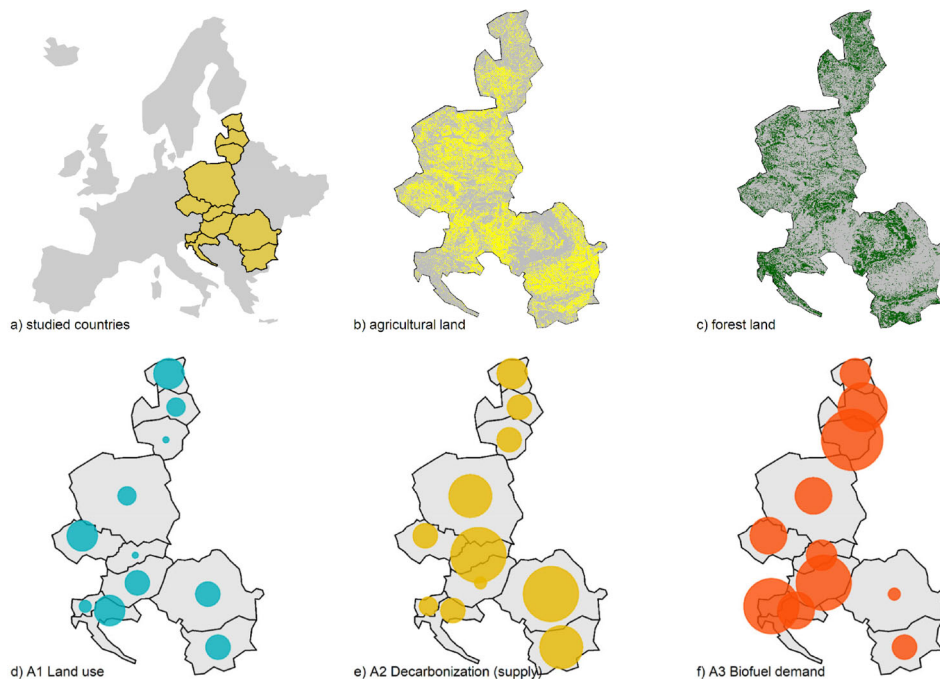 a) studied countries
b) agricultural land
c) forest land
d) A1 Land use
e) A2 Decarbonization (supply)
f) A3 Biofuel demand